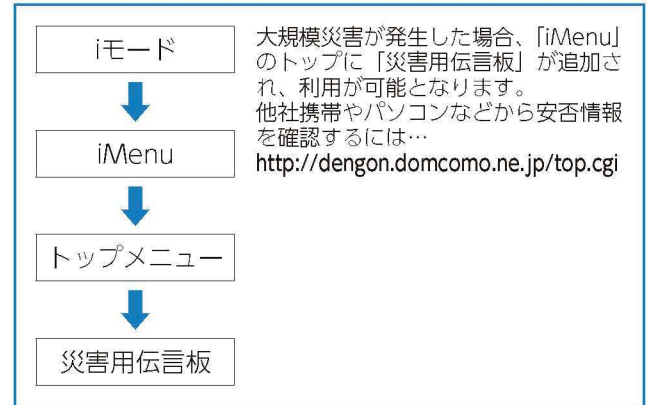 iモード
iMenu
トップメニュー
災害用伝言板
大規模災害が発生した場合、「iMenu」
のトップに「災害用伝言板」が追加さ
れ、利用が可能となります。
他社携帯やパソコンなどから安否情報
を確認するには…
http://dengon.domcomo.ne.jp/top.cgi